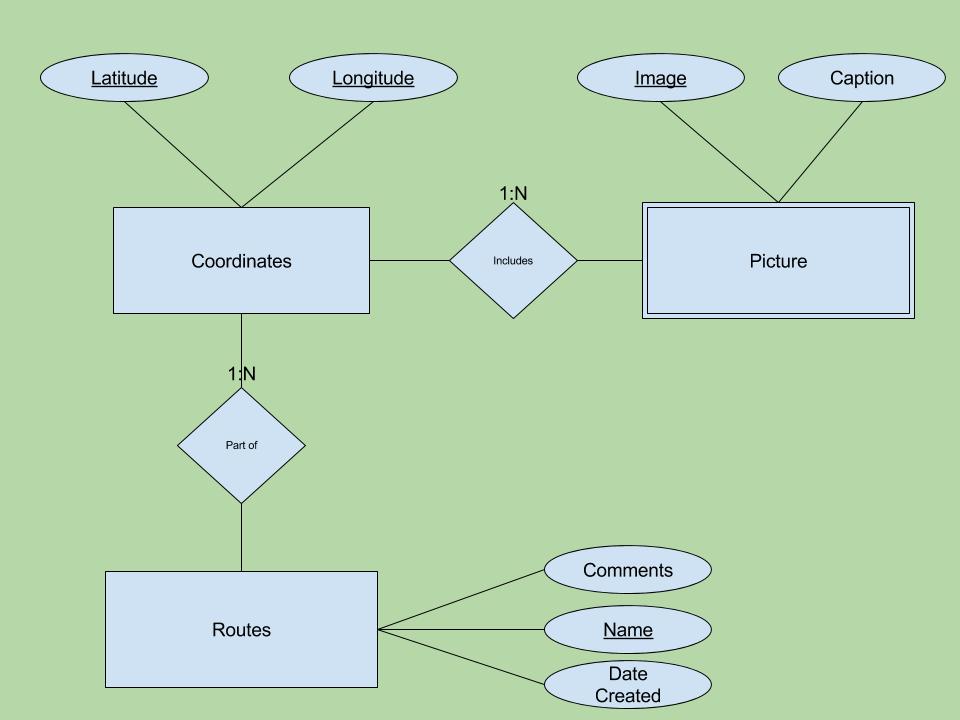 Latitude
Longitude
Image
Caption
1:N
Coordinates
Includes
Picture
1:N
Part of
Comments
Routes
Name
Date
Created